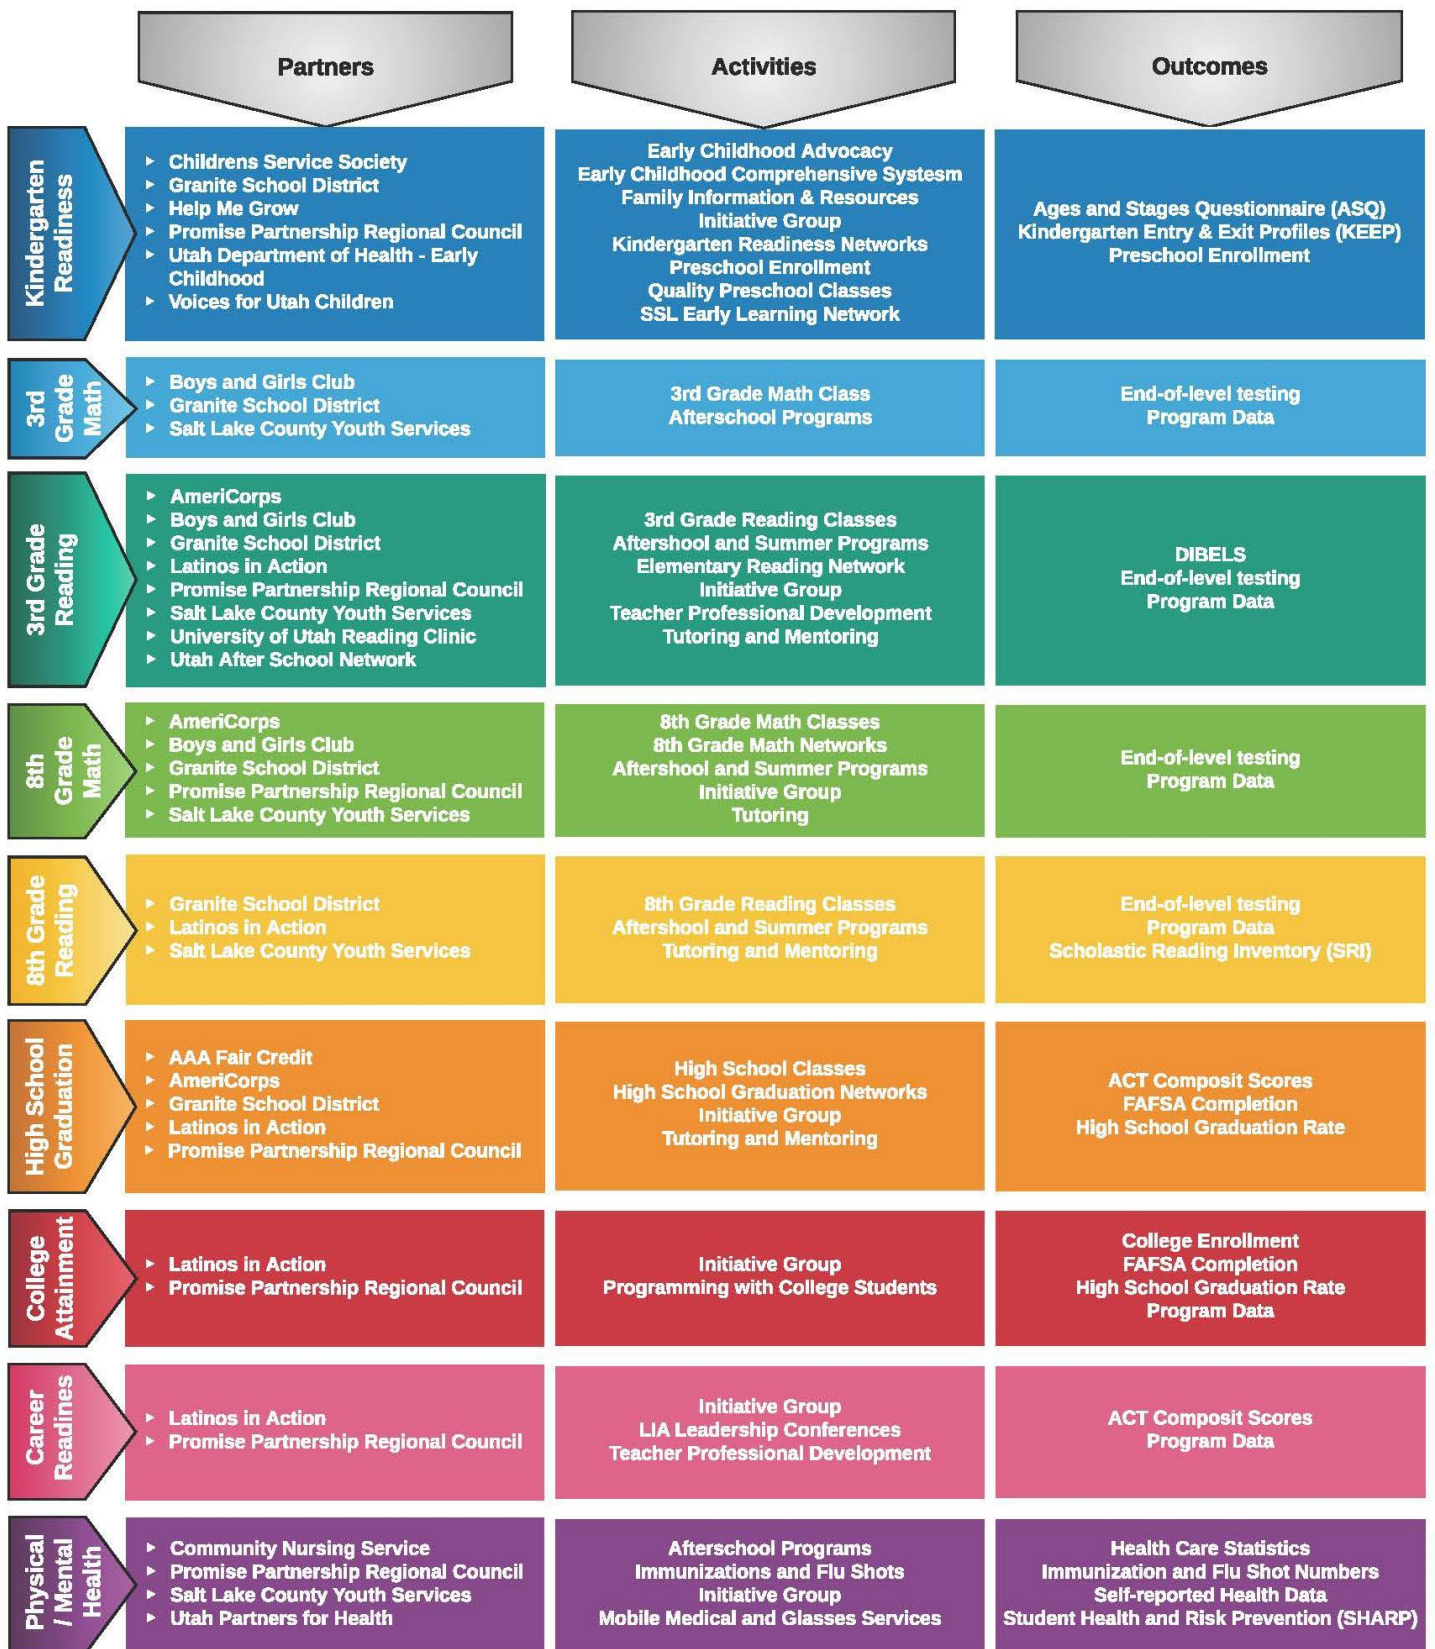 Partners
Activities
Outcomes
Kindergarten
Readiness
Childrens Service Society
Granite School District
Help Me Grow
Promise Partnership Regional Council
Utah Department of Health - Early
Childhood
Voices for Utah Children
Early Childhood Advocacy
Early Childhood Comprehensive Systesm
Family Information & Resources
Initiative Group
Kindergarten Readiness Networks
Preschool Enrollment
Quality Preschool Classes
SSL Early Learning Network
Ages and Stages Questionnaire (ASQ)
Kindergarten Entry & Exit Profiles (KEEP)
Preschool Enrollment
3rd
Grade
Math
Boys and Girls Club
Granite School District
Salt Lake County Youth Services
3rd Grade Math Class
Afterschool Programs
End-of-level testing
Program Data
3rd Grade
Reading
AmeriCorps
Boys and Girls Club
Granite School District
Latinos in Action
Promise Partnership Regional Council
Salt Lake County Youth Services
University of Utah Reading Clinic
Utah After School Network
3rd Grade Reading Classes
Aftershool and Summer Programs
Elementary Reading Network
Initiative Group
Teacher Professional Development
Tutoring and Mentoring
DIBELS
End-of-level testing
Program Data
8th
Grade
Math
AmeriCorps
Boys and Girls Club
Granite School District
Promise Partnership Regional Council
Salt Lake County Youth Services
8th Grade Math Classes
8th Grade Math Networks
Aftershool and Summer Programs
Initiative Group
Tutoring
End-of-level testing
Program Data
8th Grade
Reading
Granite School District
Latinos in Action
Salt Lake County Youth Services
8th Grade Reading Classes
Aftershool and Summer Programs
Tutoring and Mentoring
End-of-level testing
Program Data
Scholastic Reading Inventory (SRI)
High School
Graduation
AAA Fair Credit
AmeriCorps
Granite School District
Latinos in Action
Promise Partnership Regional Council
High School Classes
High School Graduation Networks
Initiative Group
Tutoring and Mentoring
ACT Composit Scores
FAFSA Completion
High School Graduation Rate
College
Attainment
Latinos in Action
Promise Partnership Regional Council
Initiative Group
Programming with College Students
College Enrollment
FAFSA Completion
High School Graduation Rate
Program Data
Career
Readines
Latinos in Action
Promise Partnership Regional Council
Initiative Group
LIA Leadership Conferences
Teacher Professional Development
ACT Composit Scores
Program Data
Physical
/ Mental
Health
Community Nursing Service
Promise Partnership Regional Council
Salt Lake County Youth Services
Utah Partners for Health
Afterschool Programs
Immunizations and Flu Shots
Initiative Group
Mobile Medical and Glasses Services
Health Care Statistics
Immunization and Flu Shot Numbers
Self-reported Health Data
Student Health and Risk Prevention (SHARP)